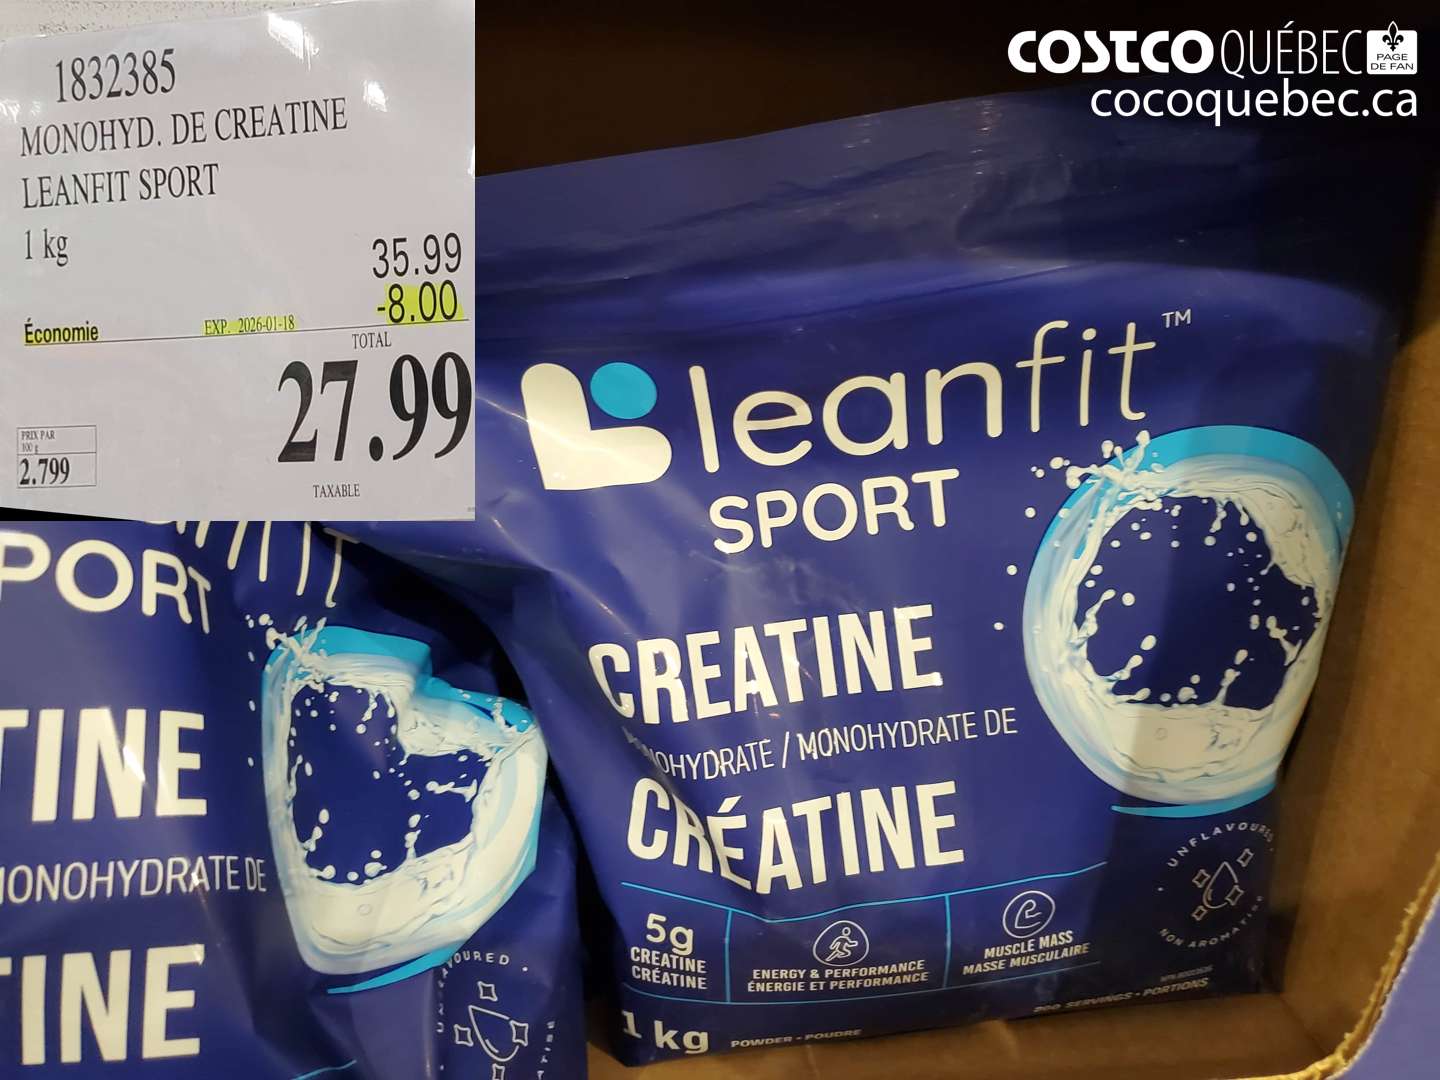 1832385
MONOHYD. DE CREATINE
LEANFIT SPORT
1 kg
35.99
-8.00
Économie
EXP. 2026-01-18
TOTAL
27.99
PRIX PAR
100 g
2.799
TAXABLE
COSTCO QUÉBEC PAGE
DE FAN
cocoquebec.ca
leanfit™
SPORT
CREATINE
MONOHYDRATE / MONOHYDRATE DE
CRÉATINE
5g
CREATINE
CRÉATINE
ENERGY & PERFORMANCE
ÉNERGIE ET PERFORMANCE
MUSCLE MASS
MASSE MUSCULAIRE
UNFLAVOURED
NON AROMATISÉ
1 kg
POWDER • POUDRE
200 SERVINGS • PORTIONS
PORT
TINE
MONOHYDRATE DE
TINE